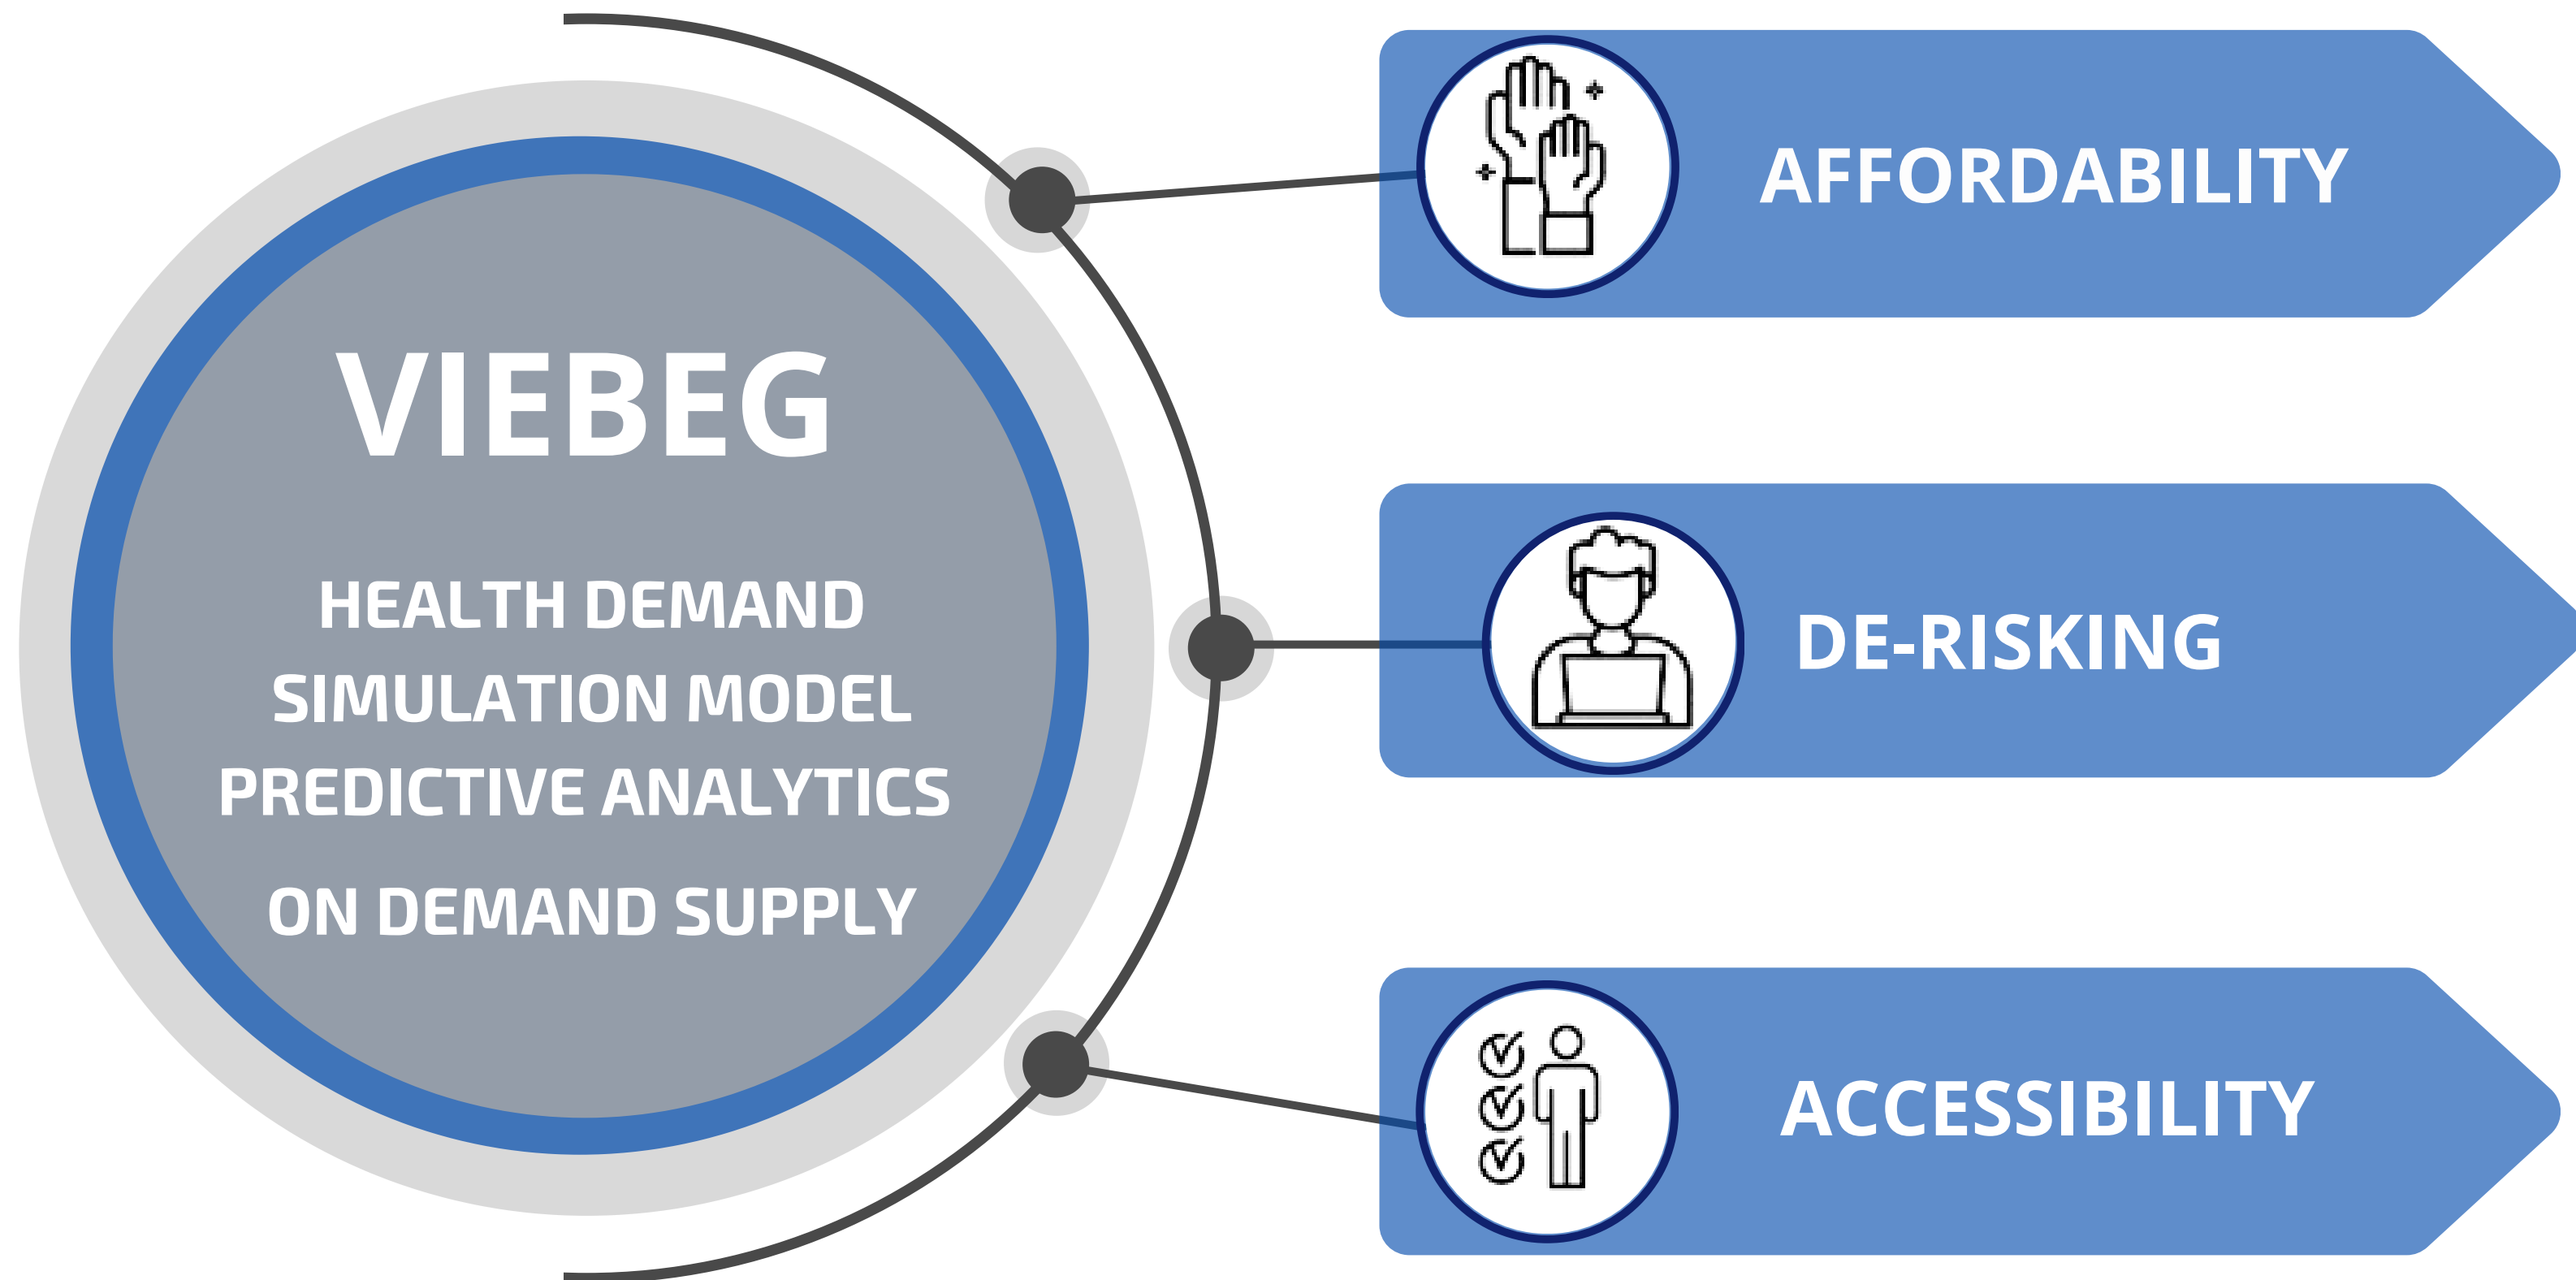 VIEBEG
HEALTH DEMAND
SIMULATION MODEL
PREDICTIVE ANALYTICS
ON DEMAND SUPPLY
AFFORDABILITY
DE-RISKING
ACCESSIBILITY